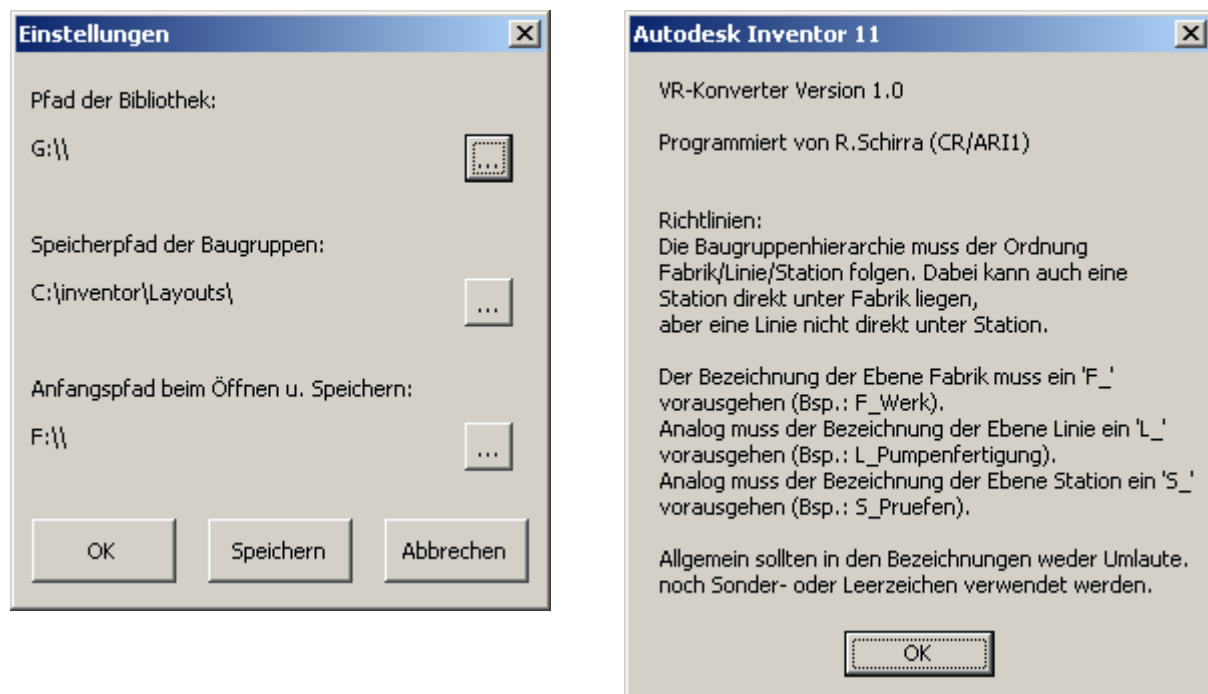 Einstellungen
Pfad der Bibliothek:
G:\\
...
Speicherpfad der Baugruppen:
C:\inventor\Layouts\
...
Anfangspfad beim Öffnen u. Speichern:
F:\\
...
OK
Speichern
Abbrechen
Autodesk Inventor 11
VR-Konverter Version 1.0
Programmiert von R.Schirra (CR/ARI1)
Richtlinien:
Die Baugruppenhierarchie muss der Ordnung
Fabrik/Linie/Station folgen. Dabei kann auch eine
Station direkt unter Fabrik liegen,
aber eine Linie nicht direkt unter Station.
Der Bezeichnung der Ebene Fabrik muss ein 'F_'
vorausgehen (Bsp.: F_Werk).
Analog muss der Bezeichnung der Ebene Linie ein 'L_'
vorausgehen (Bsp.: L_Pumpenfertigung).
Analog muss der Bezeichnung der Ebene Station ein 'S_'
vorausgehen (Bsp.: S_Pruefen).
Allgemein sollten in den Bezeichnungen weder Umlaute.
noch Sonder- oder Leerzeichen verwendet werden.
OK